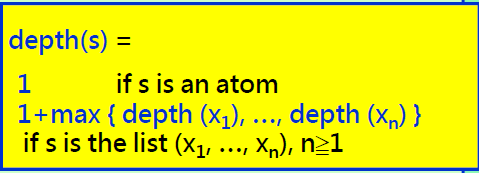 depth(s) =
1 if s is an atom
1+max { depth (x₁), ..., depth (xₙ) }
if s is the list (x₁, ..., xₙ), n≧1